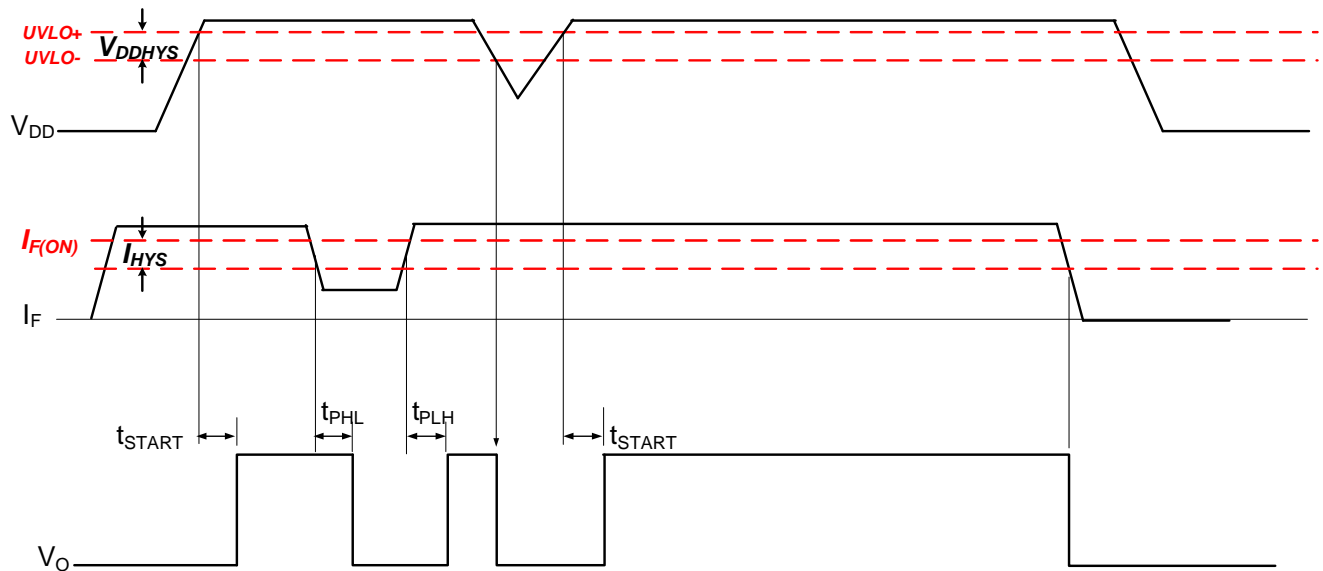 UVLO+
VDDHYS
UVLO-
VDD
IF(ON)
IHYS
IF
tSTART
tPHL
tPLH
tSTART
VO